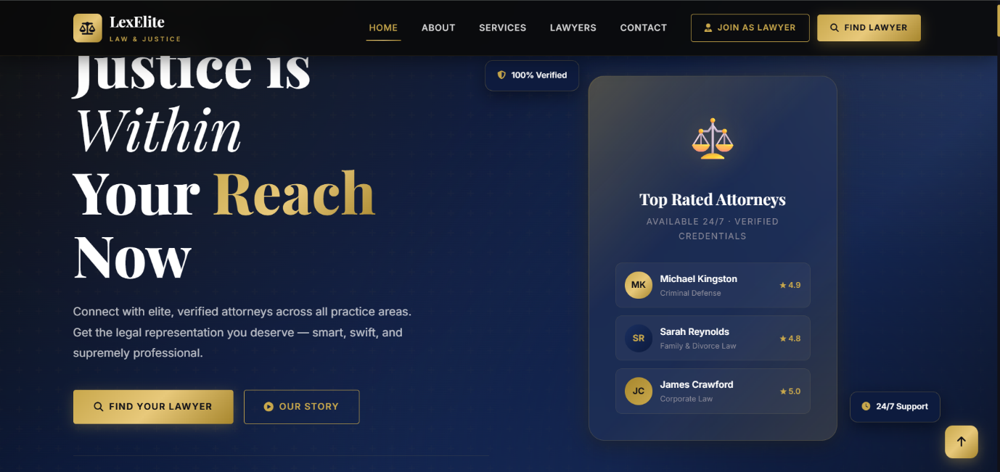 LexElite
LAW & JUSTICE
HOME
ABOUT
SERVICES
LAWYERS
CONTACT
JOIN AS LAWYER
FIND LAWYER
Justice is
Within
Your Reach
Now
Connect with elite, verified attorneys across all practice areas.
Get the legal representation you deserve — smart, swift, and
supremely professional.
FIND YOUR LAWYER
OUR STORY
100% Verified
Top Rated Attorneys
AVAILABLE 24/7 · VERIFIED
CREDENTIALS
MK
Michael Kingston
Criminal Defense
★ 4.9
SR
Sarah Reynolds
Family & Divorce Law
★ 4.8
JC
James Crawford
Corporate Law
★ 5.0
24/7 Support